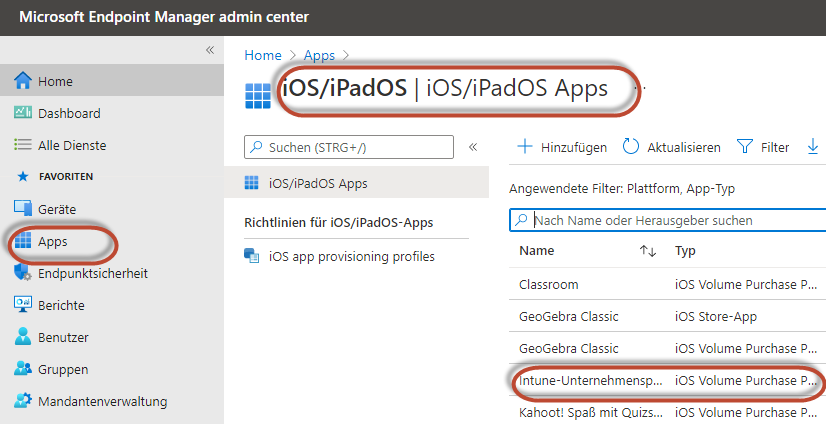 Microsoft Endpoint Manager admin center
«
Home
Dashboard
Alle Dienste
FAVORITEN
Geräte
Apps
Endpunktsicherheit
Berichte
Benutzer
Gruppen
Mandantenverwaltung
Home > Apps >
iOS/iPadOS | iOS/iPadOS Apps ...
Suchen (STRG+/)
«
iOS/iPadOS Apps
Richtlinien für iOS/iPadOS-Apps
iOS app provisioning profiles
Hinzufügen Aktualisieren Filter
Angewendete Filter: Plattform, App-Typ
Nach Name oder Herausgeber suchen
Name Typ
Classroom iOS Volume Purchase P...
GeoGebra Classic iOS Store-App
GeoGebra Classic iOS Volume Purchase P...
Intune-Unternehmensp... iOS Volume Purchase P...
Kahoot! Spaß mit Quizs... iOS Volume Purchase P...